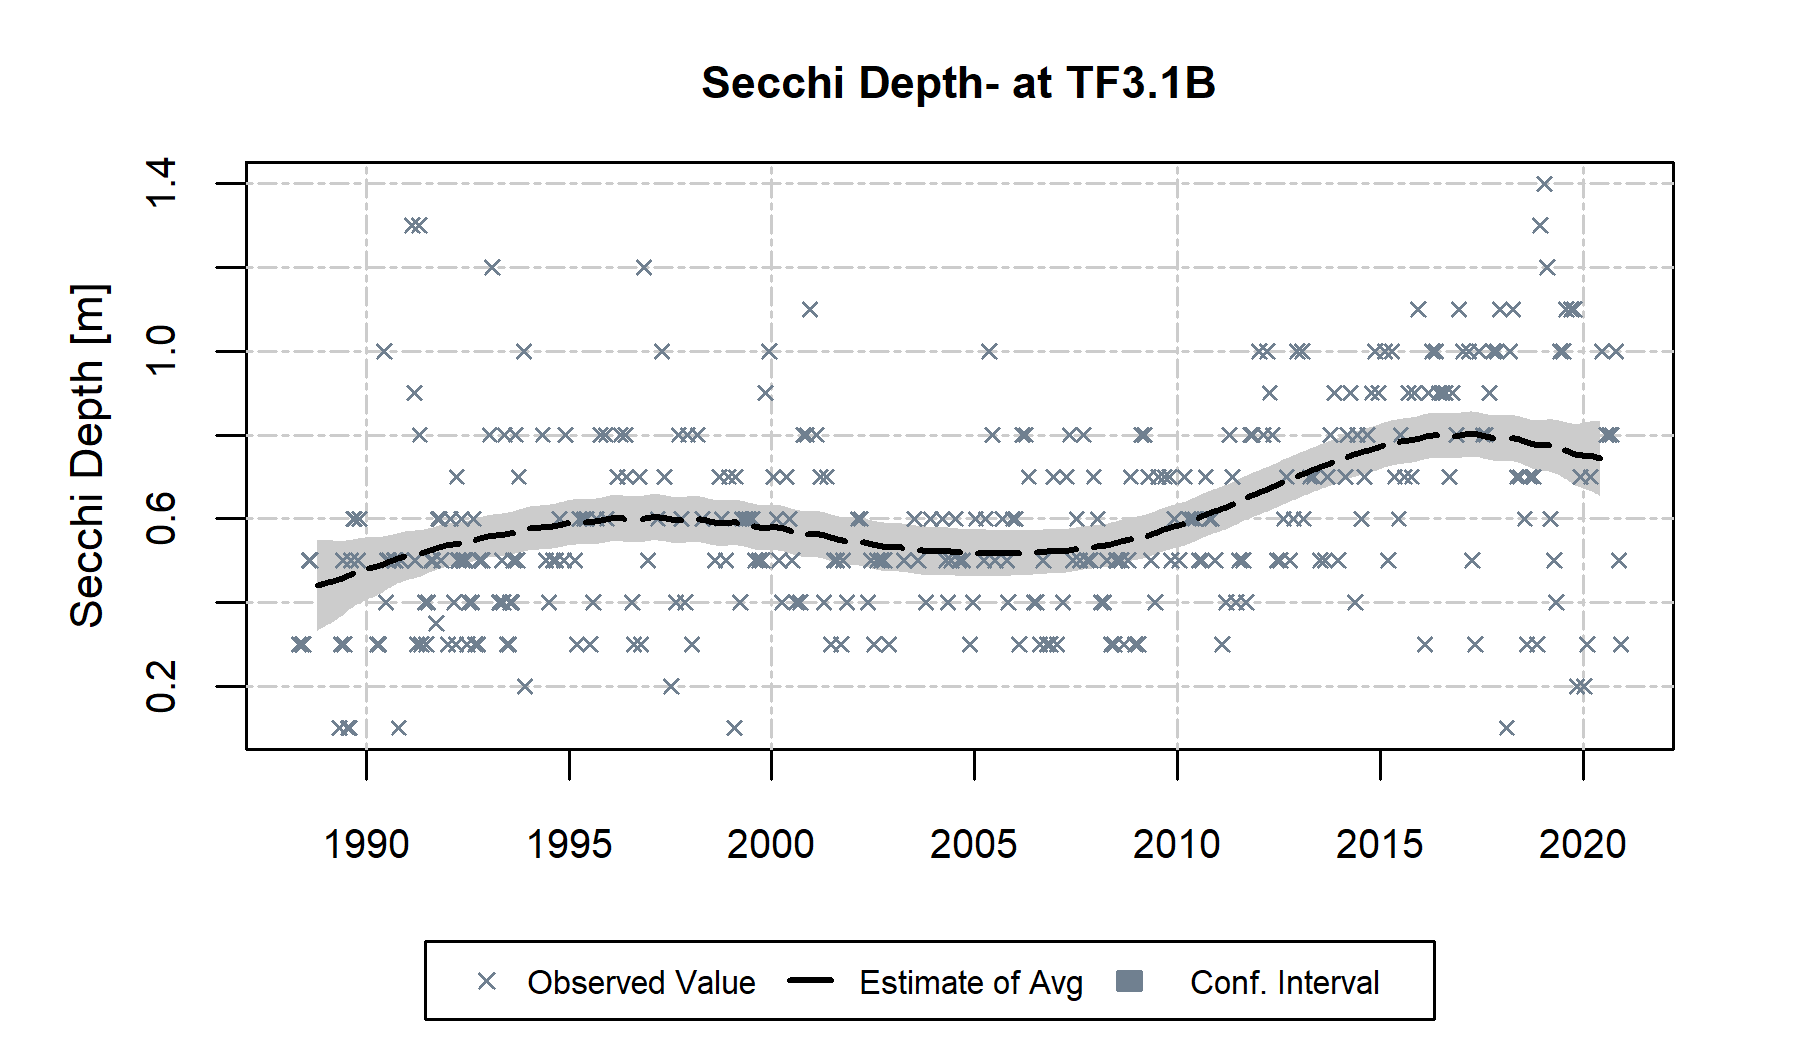 Secchi Depth- at TF3.1B
Secchi Depth [m]
1.4
1.0
0.6
0.2
1990 1995 2000 2005 2010 2015 2020
Observed Value Estimate of Avg Conf. Interval